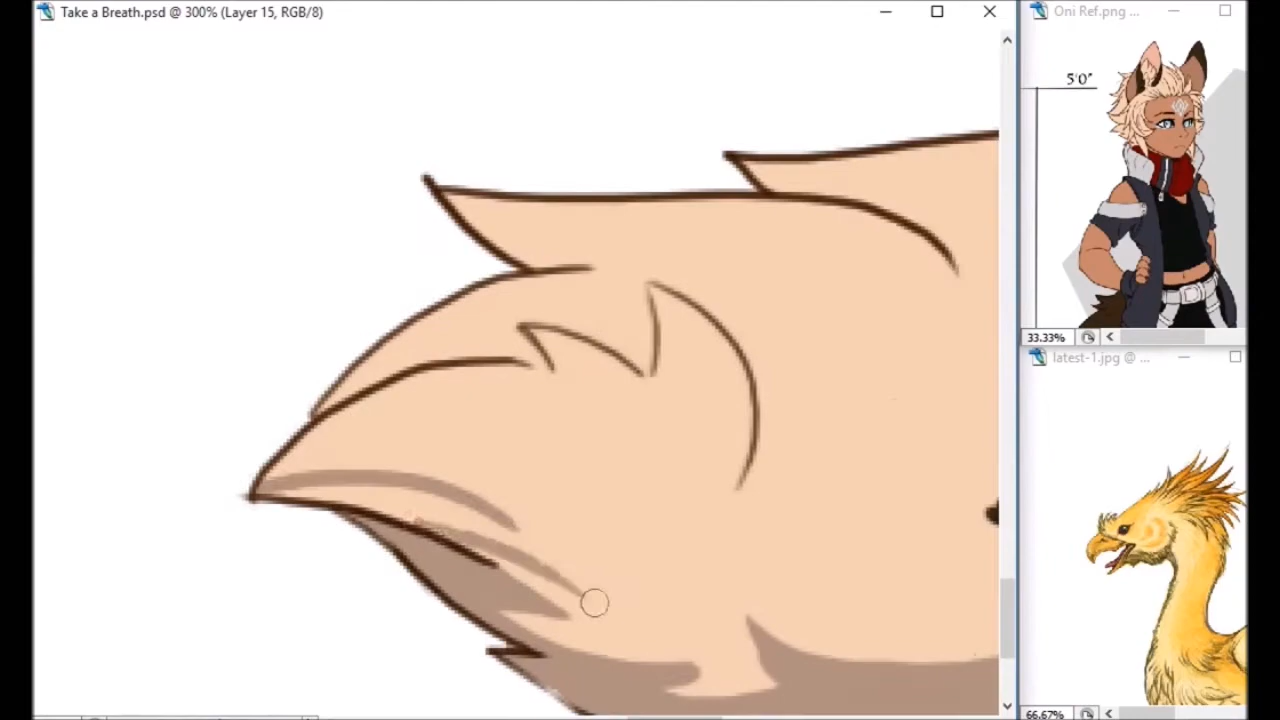 Take a Breath.psd @ 300% (Layer 15, RGB/8)
Oni Ref.png ...
5'0"
33.33%
latest-1.jpg @ ...
66.67%